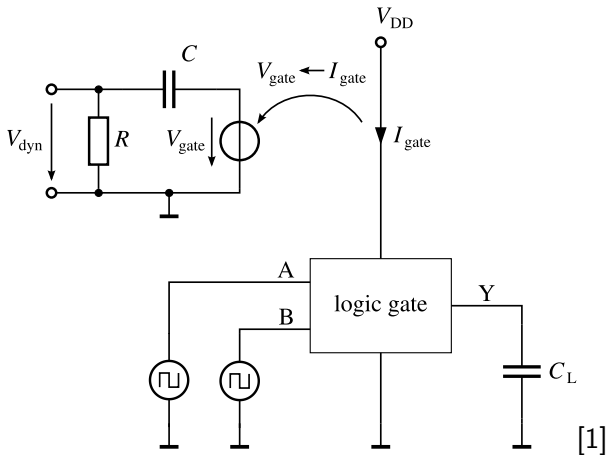 V_DD
C
V_gate ← I_gate
V_dyn
R
V_gate
I_gate
A
logic gate
Y
B
C_L
[1]